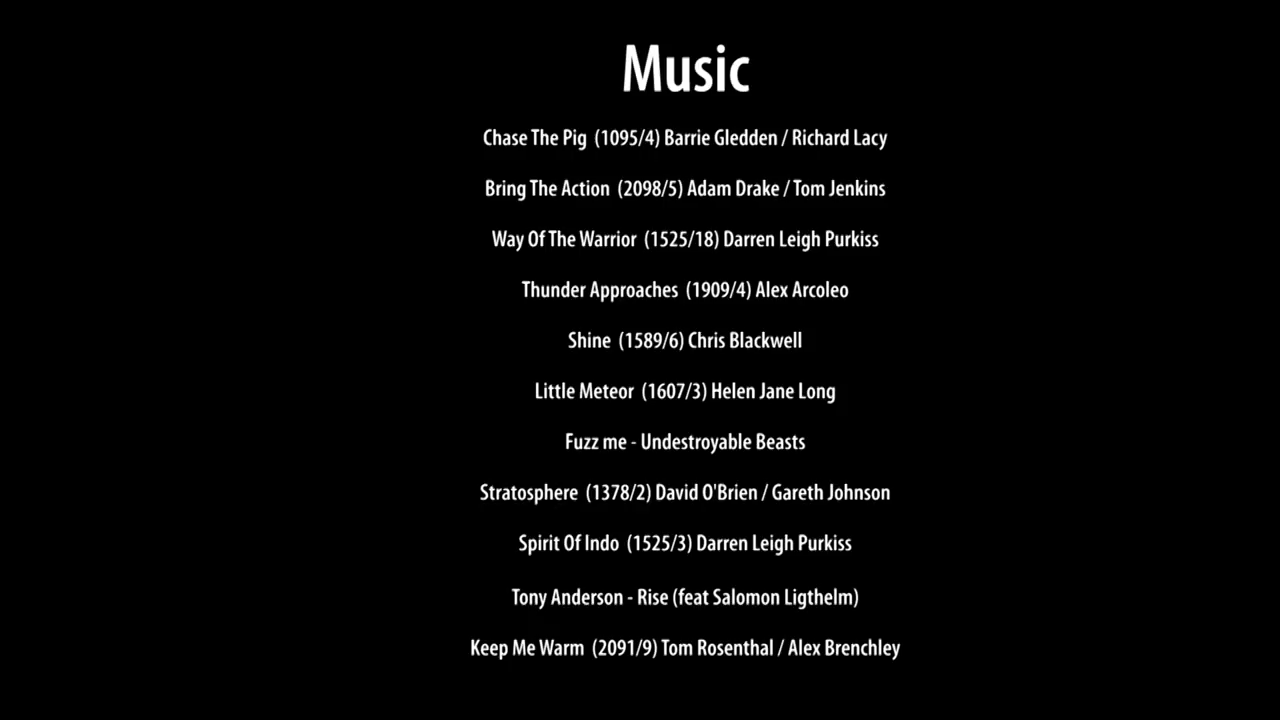 Music
Chase The Pig (1095/4) Barrie Gledden / Richard Lacy
Bring The Action (2098/5) Adam Drake / Tom Jenkins
Way Of The Warrior (1525/18) Darren Leigh Purkiss
Thunder Approaches (1909/4) Alex Arcoleo
Shine (1589/6) Chris Blackwell
Little Meteor (1607/3) Helen Jane Long
Fuzz me - Undestroyable Beasts
Stratosphere (1378/2) David O'Brien / Gareth Johnson
Spirit Of Indo (1525/3) Darren Leigh Purkiss
Tony Anderson - Rise (feat Salomon Ligthelm)
Keep Me Warm (2091/9) Tom Rosenthal / Alex Brenchley